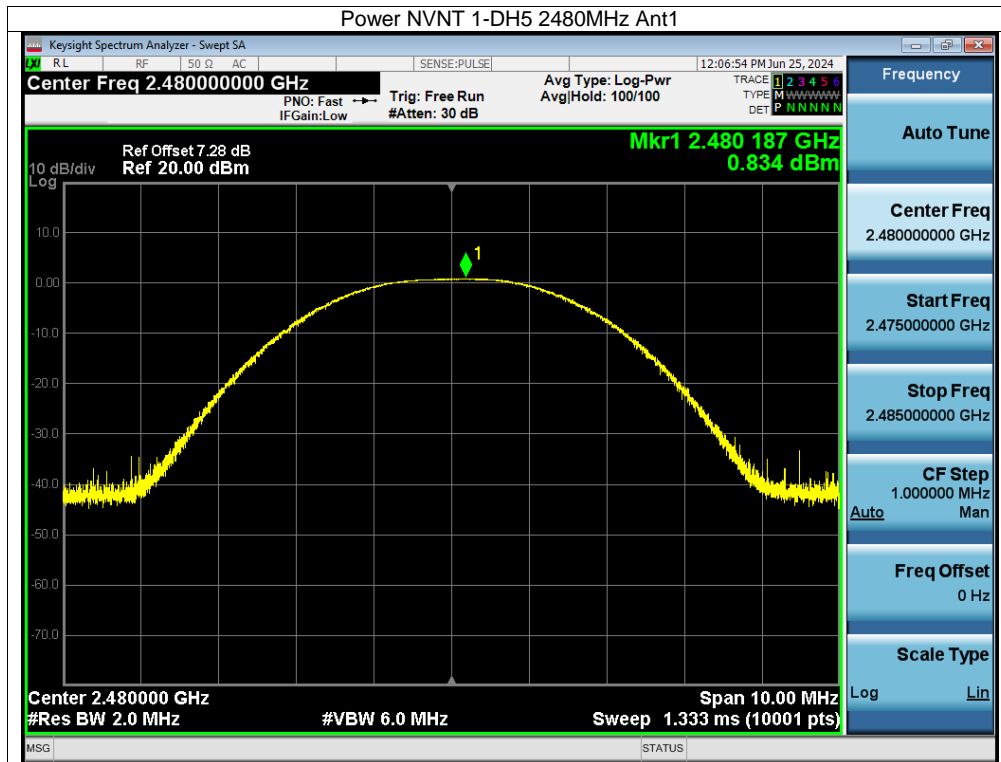 Power NVNT 1-DH5 2480MHz Ant1
Keysight Spectrum Analyzer - Swept SA
LXI RL RF 50 Ω AC SENSE:PULSE 12:06:54 PM Jun 25, 2024
Center Freq 2.480000000 GHz
PNO: Fast
IFGain:Low
Trig: Free Run
#Atten: 30 dB
Avg Type: Log-Pwr
Avg|Hold: 100/100
TRACE 1 2 3 4 5 6
TYPE M WWWWW
DET P N N N N N
Ref Offset 7.28 dB
10 dB/div Ref 20.00 dBm
Log
Mkr1 2.480 187 GHz
0.834 dBm
1
10.0
0.00
-10.0
-20.0
-30.0
-40.0
-50.0
-60.0
-70.0
Center 2.480000 GHz Span 10.00 MHz
#Res BW 2.0 MHz #VBW 6.0 MHz Sweep 1.333 ms (10001 pts)
MSG STATUS
Frequency
Auto Tune
Center Freq
2.480000000 GHz
Start Freq
2.475000000 GHz
Stop Freq
2.485000000 GHz
CF Step
1.000000 MHz
Auto Man
Freq Offset
0 Hz
Scale Type
Log Lin